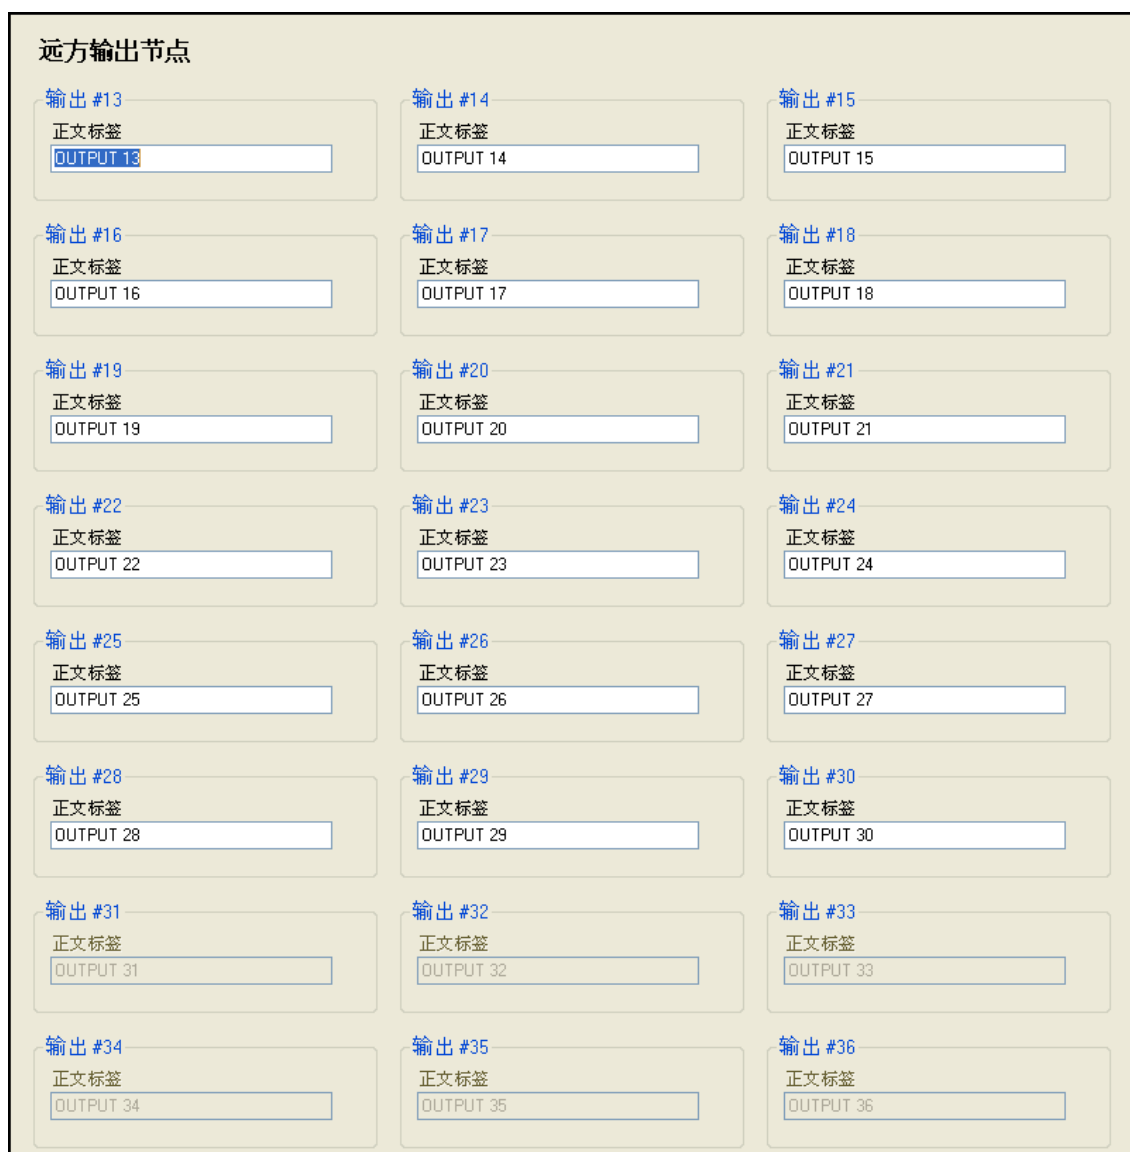 远方输出节点
输出 #13
输出 #14
输出 #15
正文标签
正文标签
正文标签
OUTPUT 13
OUTPUT 14
OUTPUT 15
输出 #16
输出 #17
输出 #18
正文标签
正文标签
正文标签
OUTPUT 16
OUTPUT 17
OUTPUT 18
输出 #19
输出 #20
输出 #21
正文标签
正文标签
正文标签
OUTPUT 19
OUTPUT 20
OUTPUT 21
输出 #22
输出 #23
输出 #24
正文标签
正文标签
正文标签
OUTPUT 22
OUTPUT 23
OUTPUT 24
输出 #25
输出 #26
输出 #27
正文标签
正文标签
正文标签
OUTPUT 25
OUTPUT 26
OUTPUT 27
输出 #28
输出 #29
输出 #30
正文标签
正文标签
正文标签
OUTPUT 28
OUTPUT 29
OUTPUT 30
输出 #31
输出 #32
输出 #33
正文标签
正文标签
正文标签
OUTPUT 31
OUTPUT 32
OUTPUT 33
输出 #34
输出 #35
输出 #36
正文标签
正文标签
正文标签
OUTPUT 34
OUTPUT 35
OUTPUT 36